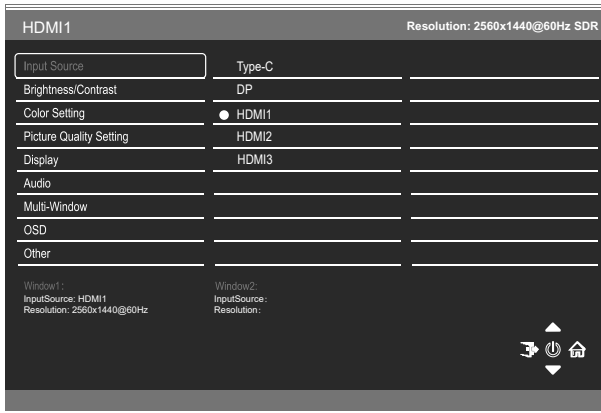 HDMI1
Resolution: 2560x1440@60Hz SDR
Input Source
Type-C
Brightness/Contrast
DP
Color Setting
HDMI1
Picture Quality Setting
HDMI2
Display
HDMI3
Audio
Multi-Window
OSD
Other
Window1:
InputSource: HDMI1
Resolution: 2560x1440@60Hz
Window2:
InputSource:
Resolution: